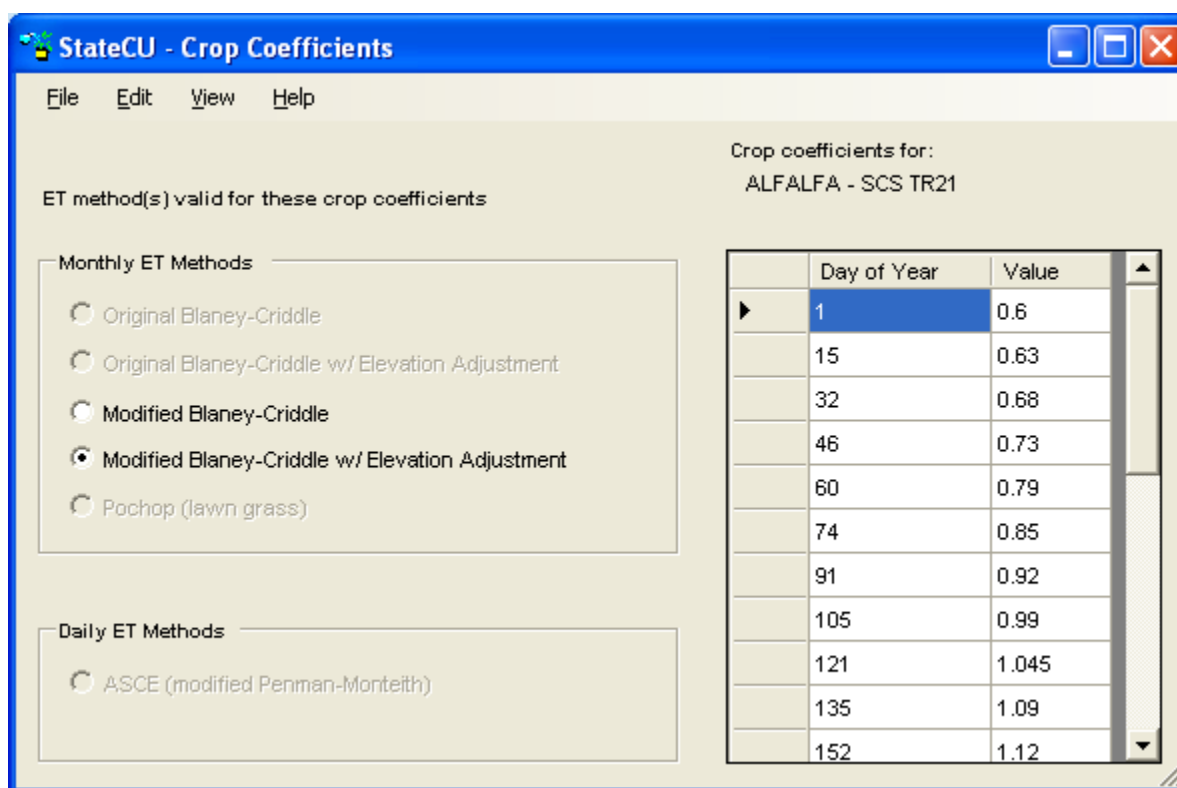 StateCU - Crop Coefficients
File Edit View Help
Crop coefficients for:
ALFALFA - SCS TR21
ET method(s) valid for these crop coefficients
Monthly ET Methods
Original Blaney-Criddle
Original Blaney-Criddle w/ Elevation Adjustment
Modified Blaney-Criddle
Modified Blaney-Criddle w/ Elevation Adjustment
Pochop (lawn grass)
Daily ET Methods
ASCE (modified Penman-Monteith)
Day of Year Value
1 0.6
15 0.63
32 0.68
46 0.73
60 0.79
74 0.85
91 0.92
105 0.99
121 1.045
135 1.09
152 1.12